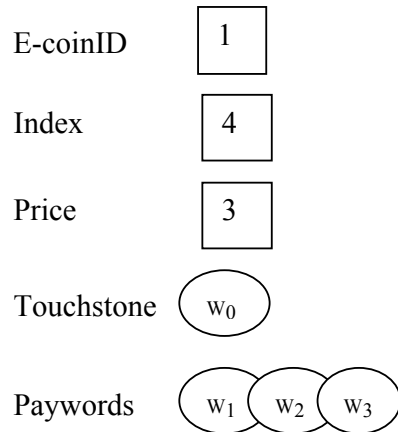 E-coinID 1
Index 4
Price 3
Touchstone w₀
Paywords w₁ w₂ w₃